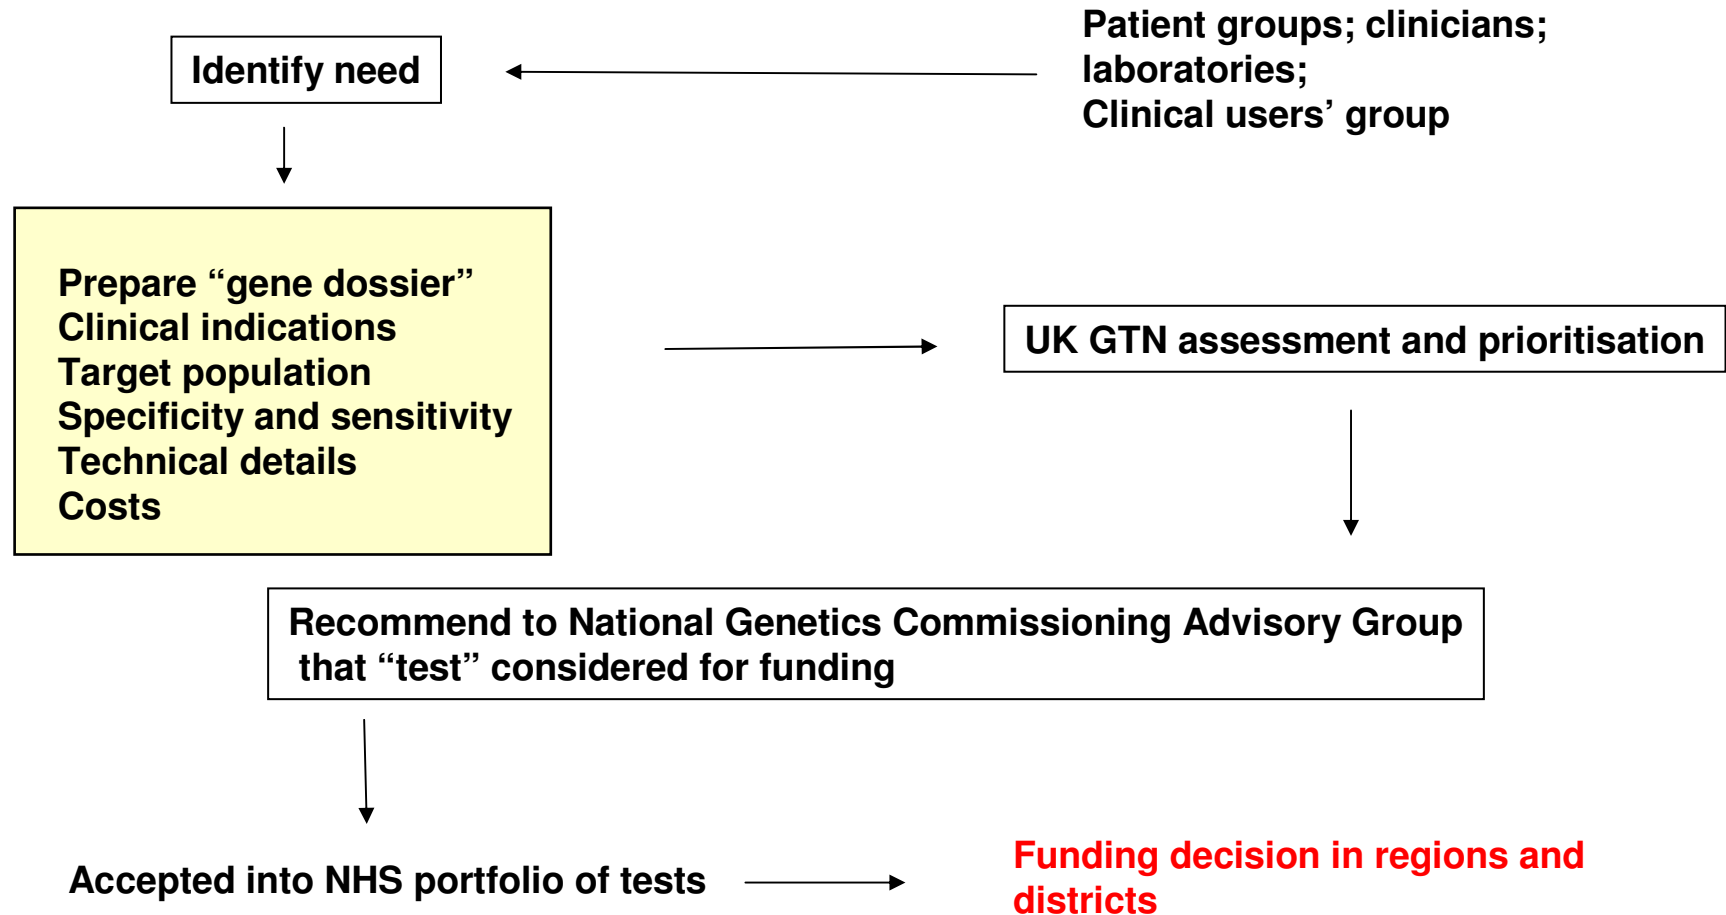 Identify need
Patient groups; clinicians;
laboratories;
Clinical users’ group
Prepare “gene dossier”
Clinical indications
Target population
Specificity and sensitivity
Technical details
Costs
UK GTN assessment and prioritisation
Recommend to National Genetics Commissioning Advisory Group
that “test” considered for funding
Accepted into NHS portfolio of tests
Funding decision in regions and
districts